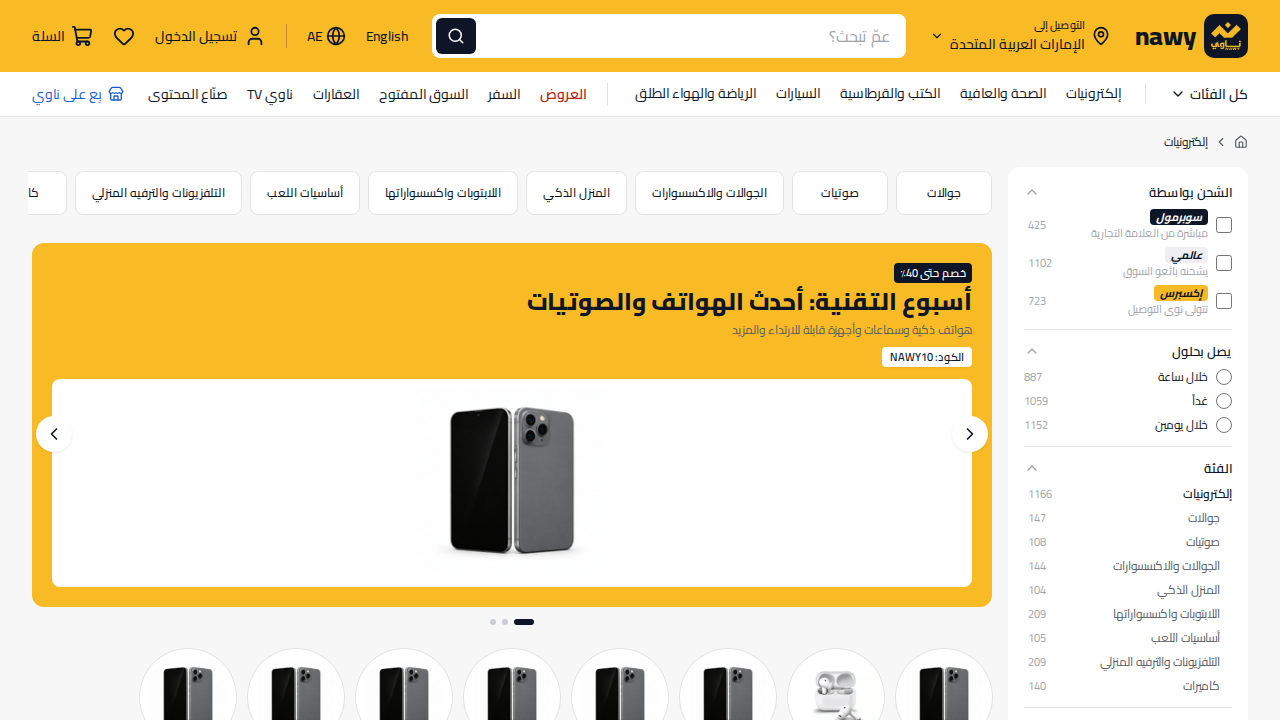 ناوي
NAWY
nawy
التوصيل إلى
الإمارات العربية المتحدة
عمّ تبحث؟
English
AE
تسجيل الدخول
السلة
كل الفئات
إلكترونيات
الصحة والعافية
الكتب والقرطاسية
السيارات
الرياضة والهواء الطلق
العروض
السفر
السوق المفتوح
العقارات
ناوي TV
صنّاع المحتوى
بع على ناوي
إلكترونيات
الشحن بواسطة
سوبرمول
مباشرة من العلامة التجارية
425
عالمي
يشحنه بائعو السوق
1102
إكسبرس
تتولى نوى التوصيل
723
يصل بحلول
خلال ساعة
887
غداً
1059
خلال يومين
1152
الفئة
إلكترونيات
1166
جوالات
147
صوتيات
108
الجوالات والاكسسوارات
144
المنزل الذكي
104
اللابتوبات واكسسواراتها
209
أساسيات اللعب
105
التلفزيونات والترفيه المنزلي
209
كاميرات
140
جوالات
صوتيات
الجوالات والاكسسوارات
المنزل الذكي
اللابتوبات واكسسواراتها
أساسيات اللعب
التلفزيونات والترفيه المنزلي
كا
خصم حتى 40٪
أسبوع التقنية: أحدث الهواتف والصوتيات
هواتف ذكية وسماعات وأجهزة قابلة للارتداء والمزيد
الكود: NAWY10